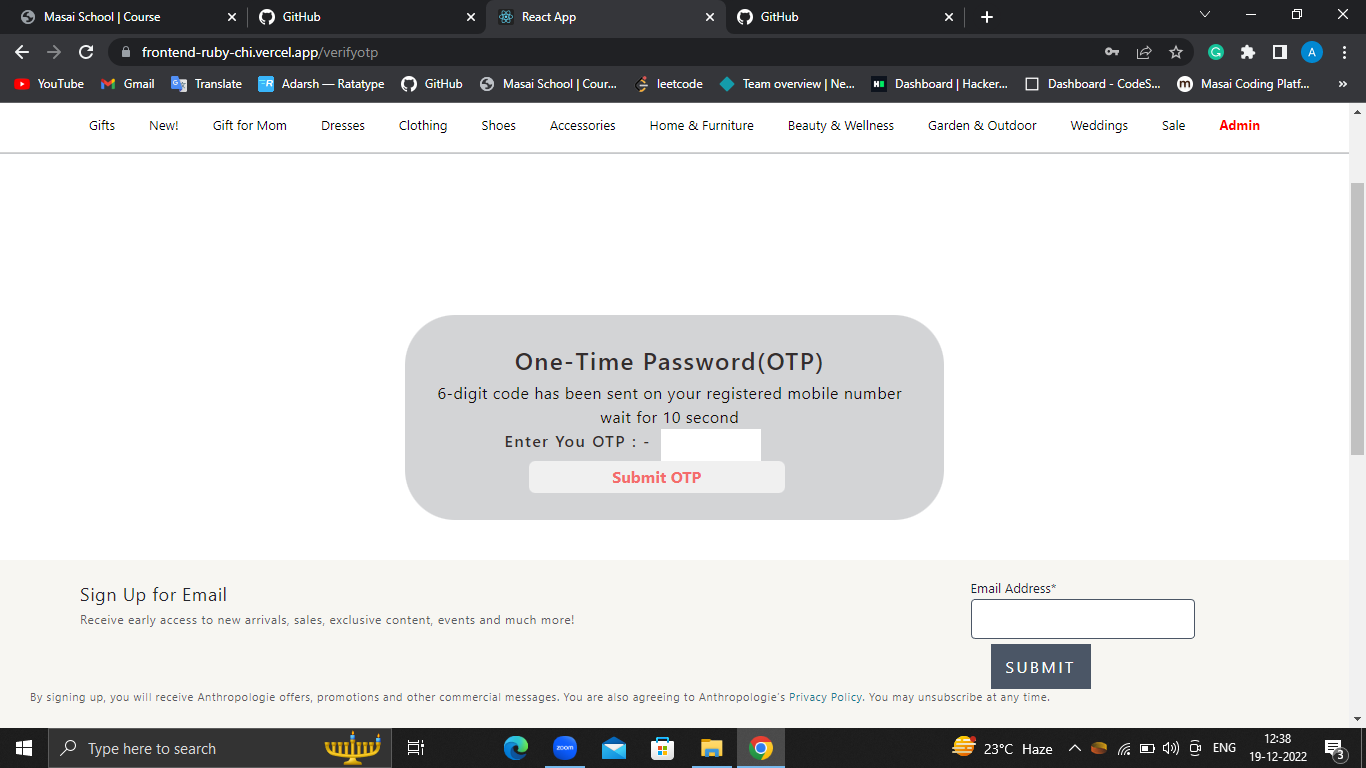 Masai School | Course
GitHub
React App
GitHub
frontend-ruby-chi.vercel.app/verifyotp
A
YouTube
Gmail
Translate
Adarsh — Ratatype
GitHub
Masai School | Cour...
leetcode
Team overview | Ne...
Dashboard | Hacker...
Dashboard - CodeS...
Masai Coding Platf...
»
Gifts
New!
Gift for Mom
Dresses
Clothing
Shoes
Accessories
Home & Furniture
Beauty & Wellness
Garden & Outdoor
Weddings
Sale
Admin
One-Time Password(OTP)
6-digit code has been sent on your registered mobile number
wait for 10 second
Enter You OTP : -
Submit OTP
Sign Up for Email
Receive early access to new arrivals, sales, exclusive content, events and much more!
Email Address*
SUBMIT
By signing up, you will receive Anthropologie offers, promotions and other commercial messages. You are also agreeing to Anthropologie's Privacy Policy. You may unsubscribe at any time.
Type here to search
zoom
23°C Haze
ENG
12:38
19-12-2022
3